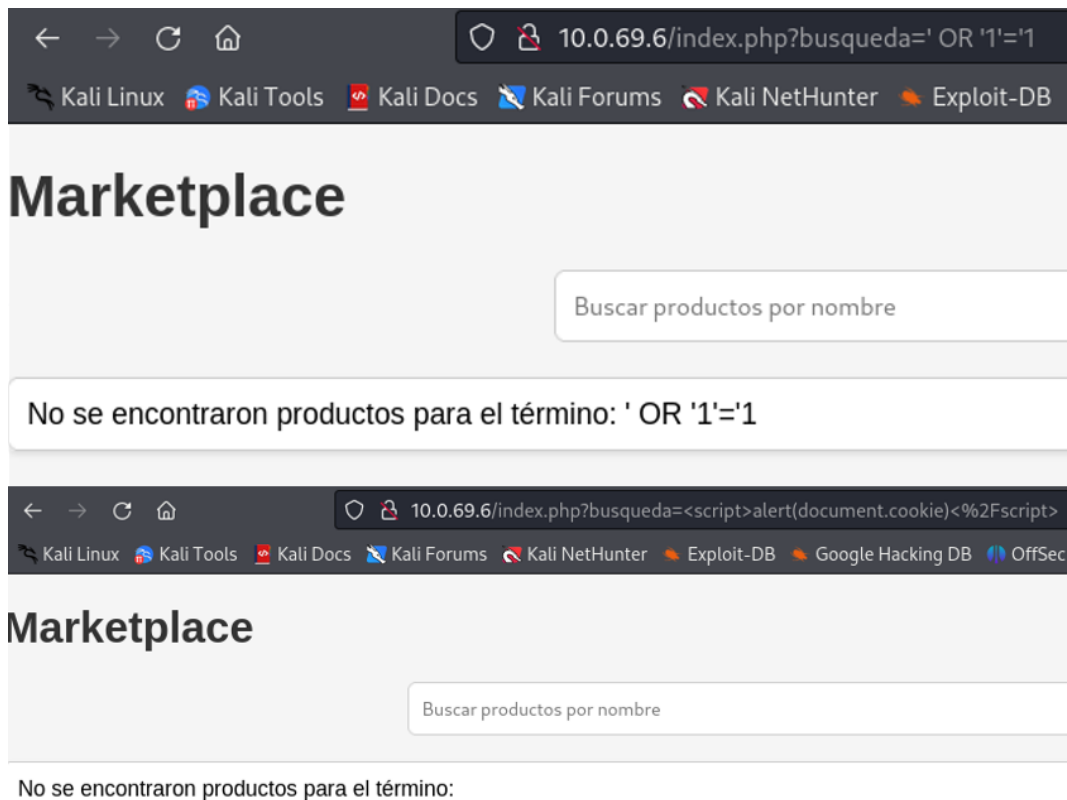 10.0.69.6/index.php?busqueda=' OR '1'='1
Kali Linux Kali Tools Kali Docs Kali Forums Kali NetHunter Exploit-DB
Marketplace
Buscar productos por nombre
No se encontraron productos para el término: ' OR '1'='1
10.0.69.6/index.php?busqueda=<script>alert(document.cookie)<%2Fscript>
Kali Linux Kali Tools Kali Docs Kali Forums Kali NetHunter Exploit-DB Google Hacking DB OffSec
Marketplace
Buscar productos por nombre
No se encontraron productos para el término: